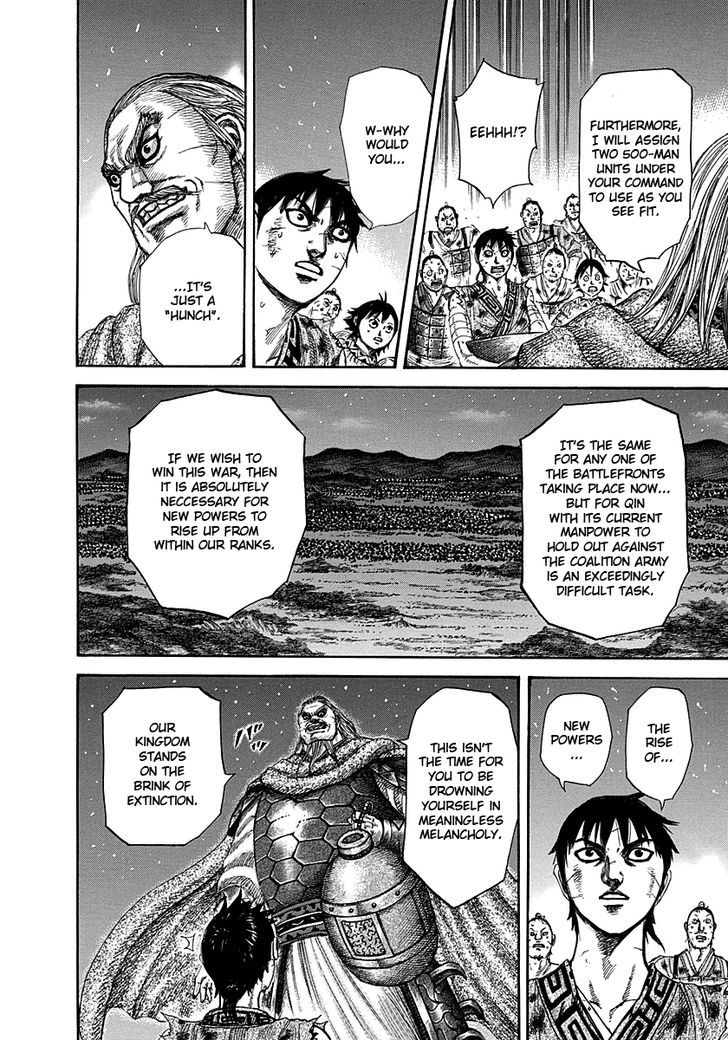 FURTHERMORE,
I WILL ASSIGN
TWO 500-MAN
UNITS UNDER
YOUR COMMAND
TO USE AS YOU
SEE FIT.
EEHHH!?
W-WHY
WOULD
YOU...
...IT'S
JUST A
"HUNCH".
IT'S THE SAME
FOR ANY ONE OF
THE BATTLEFRONTS
TAKING PLACE NOW...
BUT FOR QIN
WITH ITS CURRENT
MANPOWER TO
HOLD OUT AGAINST
THE COALITION ARMY
IS AN EXCEEDINGLY
DIFFICULT TASK.
IF WE WISH TO
WIN THIS WAR, THEN
IT IS ABSOLUTELY
NECCESSARY FOR
NEW POWERS TO
RISE UP FROM
WITHIN OUR RANKS.
THE
RISE OF...
NEW
POWERS
...
THIS ISN'T
THE TIME FOR
YOU TO BE
DROWNING
YOURSELF IN
MEANINGLESS
MELANCHOLY.
OUR
KINGDOM
STANDS
ON THE
BRINK OF
EXTINCTION.